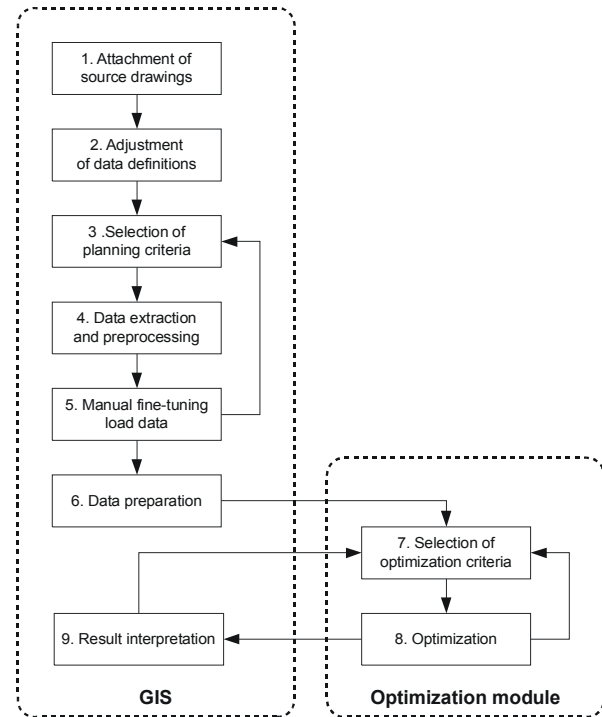 1. Attachment of
source drawings
2. Adjustment
of data definitions
3 .Selection of
planning criteria
4. Data extraction
and preprocessing
5. Manual fine-tuning
load data
6. Data preparation
7. Selection of
optimization criteria
8. Optimization
9. Result interpretation
GIS
Optimization module